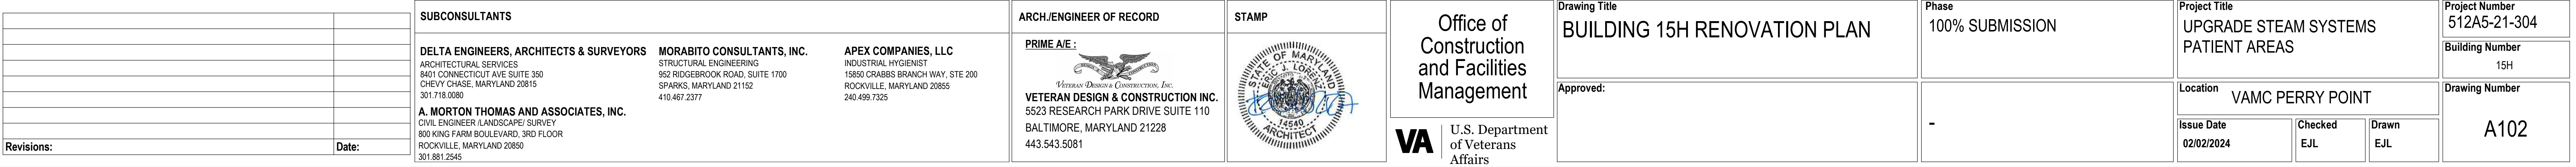 Revisions:
Date:
SUBCONSULTANTS
DELTA ENGINEERS, ARCHITECTS & SURVEYORS
ARCHITECTURAL SERVICES
8401 CONNECTICUT AVE SUITE 350
CHEVY CHASE, MARYLAND 20815
301.718.0080
A. MORTON THOMAS AND ASSOCIATES, INC.
CIVIL ENGINEER /LANDSCAPE/ SURVEY
800 KING FARM BOULEVARD, 3RD FLOOR
ROCKVILLE, MARYLAND 20850
301.881.2545
MORABITO CONSULTANTS, INC.
STRUCTURAL ENGINEERING
952 RIDGEBROOK ROAD, SUITE 1700
SPARKS, MARYLAND 21152
410.467.2377
APEX COMPANIES, LLC
INDUSTRIAL HYGIENIST
15850 CRABBS BRANCH WAY, STE 200
ROCKVILLE, MARYLAND 20855
240.499.7325
ARCH./ENGINEER OF RECORD
PRIME A/E :
VETERAN DESIGN & CONSTRUCTION, INC.
VETERAN DESIGN & CONSTRUCTION INC.
5523 RESEARCH PARK DRIVE SUITE 110
BALTIMORE, MARYLAND 21228
443.543.5081
STAMP
STATE OF MARYLAND
ERIC J. LORENZ
14540
ARCHITECT
Office of
Construction
and Facilities
Management
VA
U.S. Department
of Veterans
Affairs
Drawing Title
BUILDING 15H RENOVATION PLAN
Approved:
Phase
100% SUBMISSION
-
Project Title
UPGRADE STEAM SYSTEMS
PATIENT AREAS
Location
VAMC PERRY POINT
Issue Date
02/02/2024
Checked
EJL
Drawn
EJL
Project Number
512A5-21-304
Building Number
15H
Drawing Number
A102